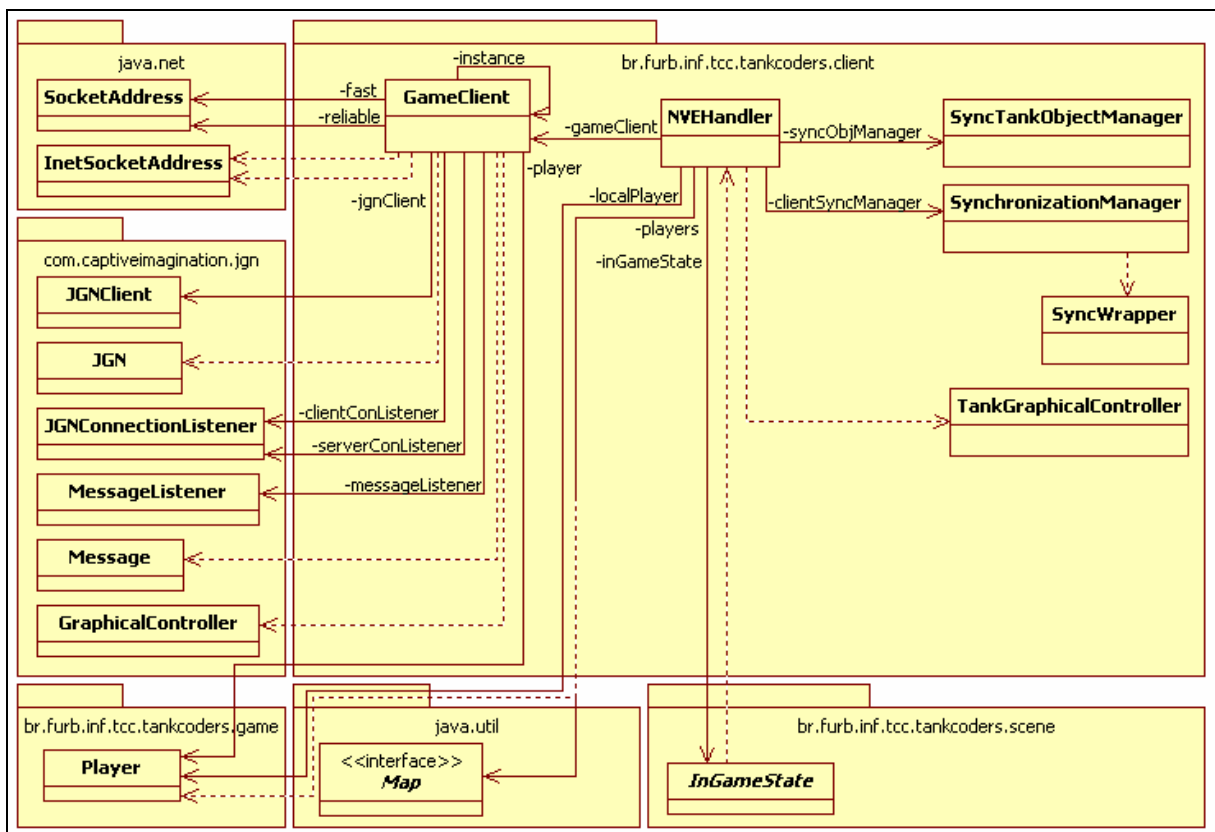 java.net
SocketAddress
InetSocketAddress
com.captiveimagination.jgn
JGNClient
JGN
JGNConnectionListener
MessageListener
Message
GraphicalController
br.furb.inf.tcc.tankcoders.client
-instance
GameClient
-fast
-reliable
-gameClient
NVEHandler
-syncObjManager
SyncTankObjectManager
-player
-jgnClient
-localPlayer
-clientSyncManager
SynchronizationManager
-players
-inGameState
SyncWrapper
TankGraphicalController
-clientConListener
-serverConListener
-messageListener
br.furb.inf.tcc.tankcoders.game
Player
java.util
<<interface>>
Map
br.furb.inf.tcc.tankcoders.scene
InGameState